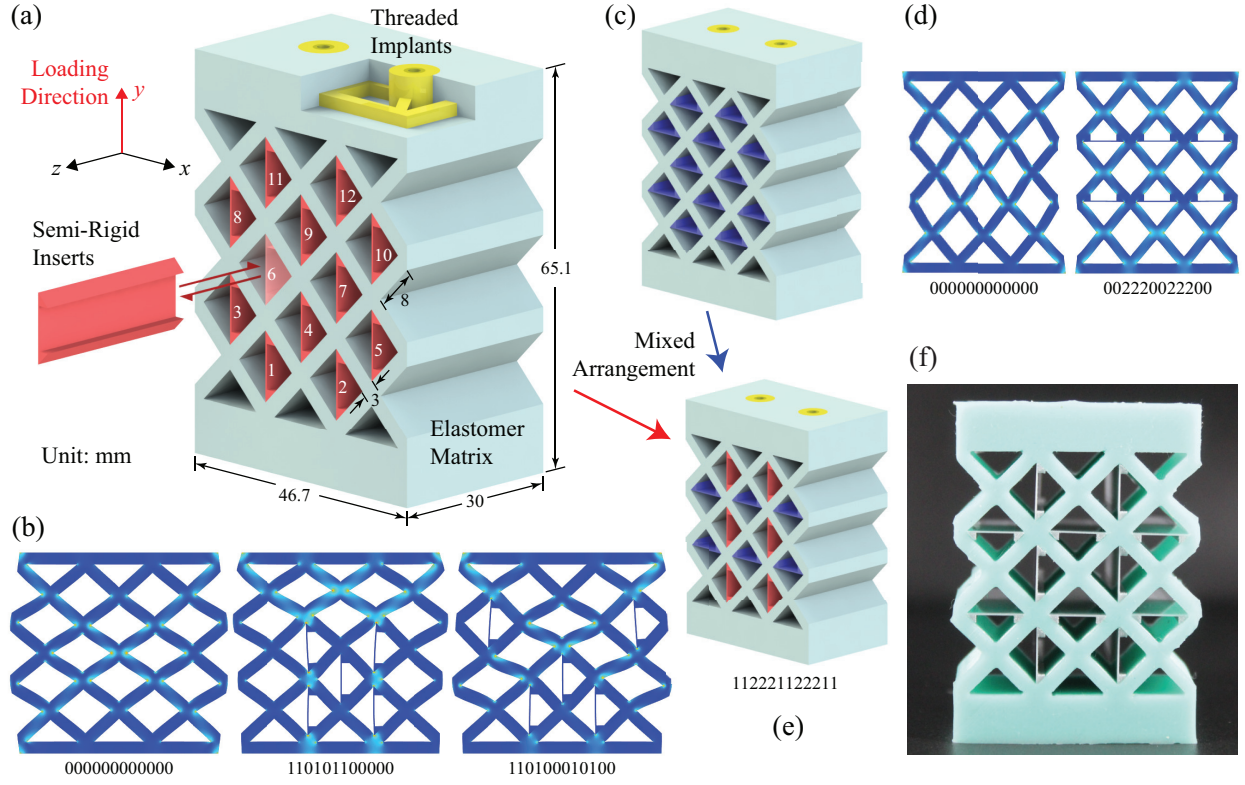 (a)
Threaded
Implants
Loading
Direction
y
z
x
11
12
8
9
10
Semi-Rigid
Inserts
6
7
3
4
5
1
2
8
3
65.1
Elastomer
Matrix
Unit: mm
46.7
30
(b)
000000000000
110101100000
110100010100
(c)
Mixed
Arrangement
112221122211
(e)
(d)
000000000000
002220022200
(f)